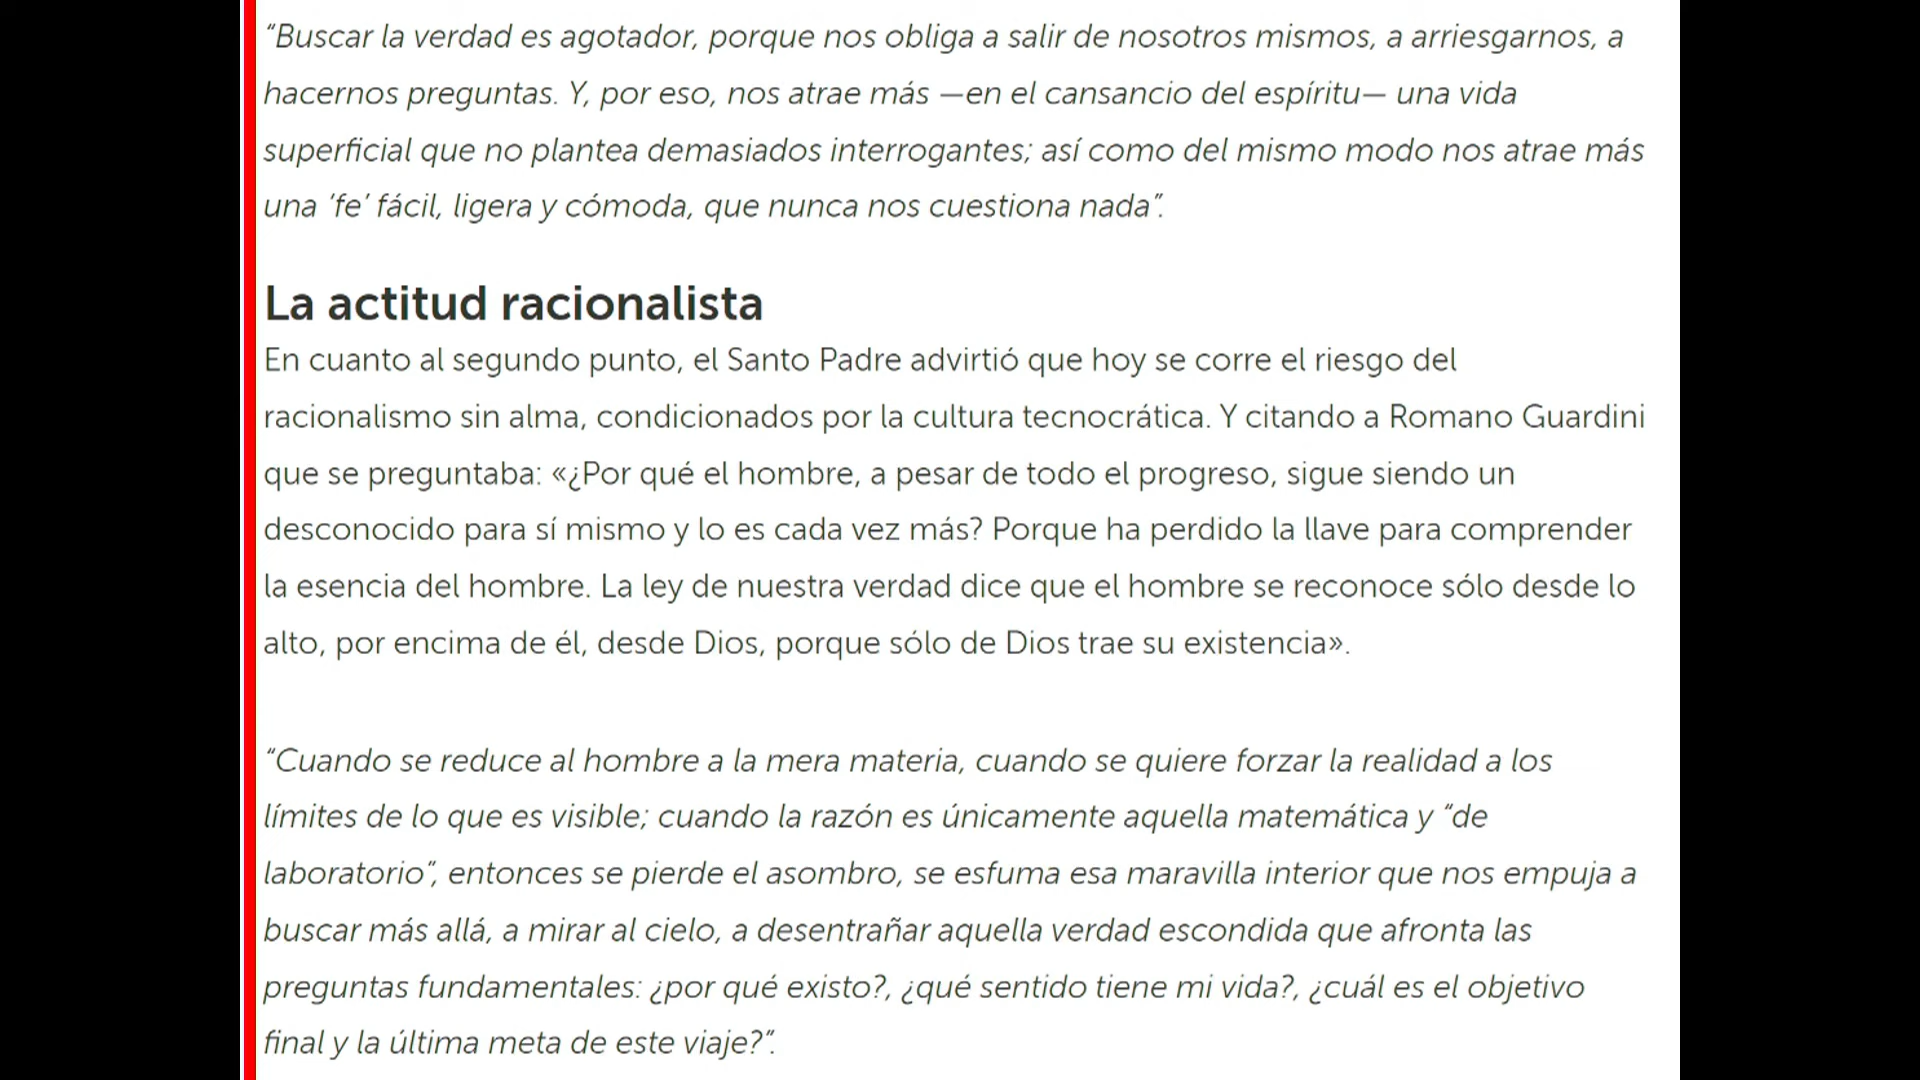 “Buscar la verdad es agotador, porque nos obliga a salir de nosotros mismos, a arriesgarnos, a
hacernos preguntas. Y, por eso, nos atrae más —en el cansancio del espíritu— una vida
superficial que no plantea demasiados interrogantes; así como del mismo modo nos atrae más
una ‘fe’ fácil, ligera y cómoda, que nunca nos cuestiona nada”.
La actitud racionalista
En cuanto al segundo punto, el Santo Padre advirtió que hoy se corre el riesgo del
racionalismo sin alma, condicionados por la cultura tecnocrática. Y citando a Romano Guardini
que se preguntaba: «¿Por qué el hombre, a pesar de todo el progreso, sigue siendo un
desconocido para sí mismo y lo es cada vez más? Porque ha perdido la llave para comprender
la esencia del hombre. La ley de nuestra verdad dice que el hombre se reconoce sólo desde lo
alto, por encima de él, desde Dios, porque sólo de Dios trae su existencia».
“Cuando se reduce al hombre a la mera materia, cuando se quiere forzar la realidad a los
límites de lo que es visible; cuando la razón es únicamente aquella matemática y “de
laboratorio”, entonces se pierde el asombro, se esfuma esa maravilla interior que nos empuja a
buscar más allá, a mirar al cielo, a desentrañar aquella verdad escondida que afronta las
preguntas fundamentales: ¿por qué existo?, ¿qué sentido tiene mi vida?, ¿cuál es el objetivo
final y la última meta de este viaje?”.